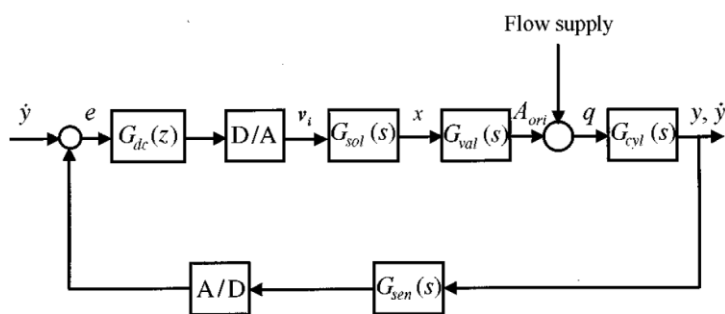 Flow supply
ẏ
e
G_dc(z)
D/A
v_i
G_sol(s)
x
G_val(s)
A_ori
q
G_cyl(s)
y, ẏ
A/D
G_sen(s)